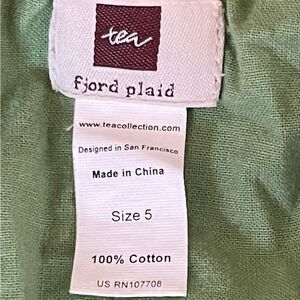 tea
fjord plaid
www.teacollection.com
Designed in San Francisco
Made in China
Size 5
100% Cotton
US RN107708